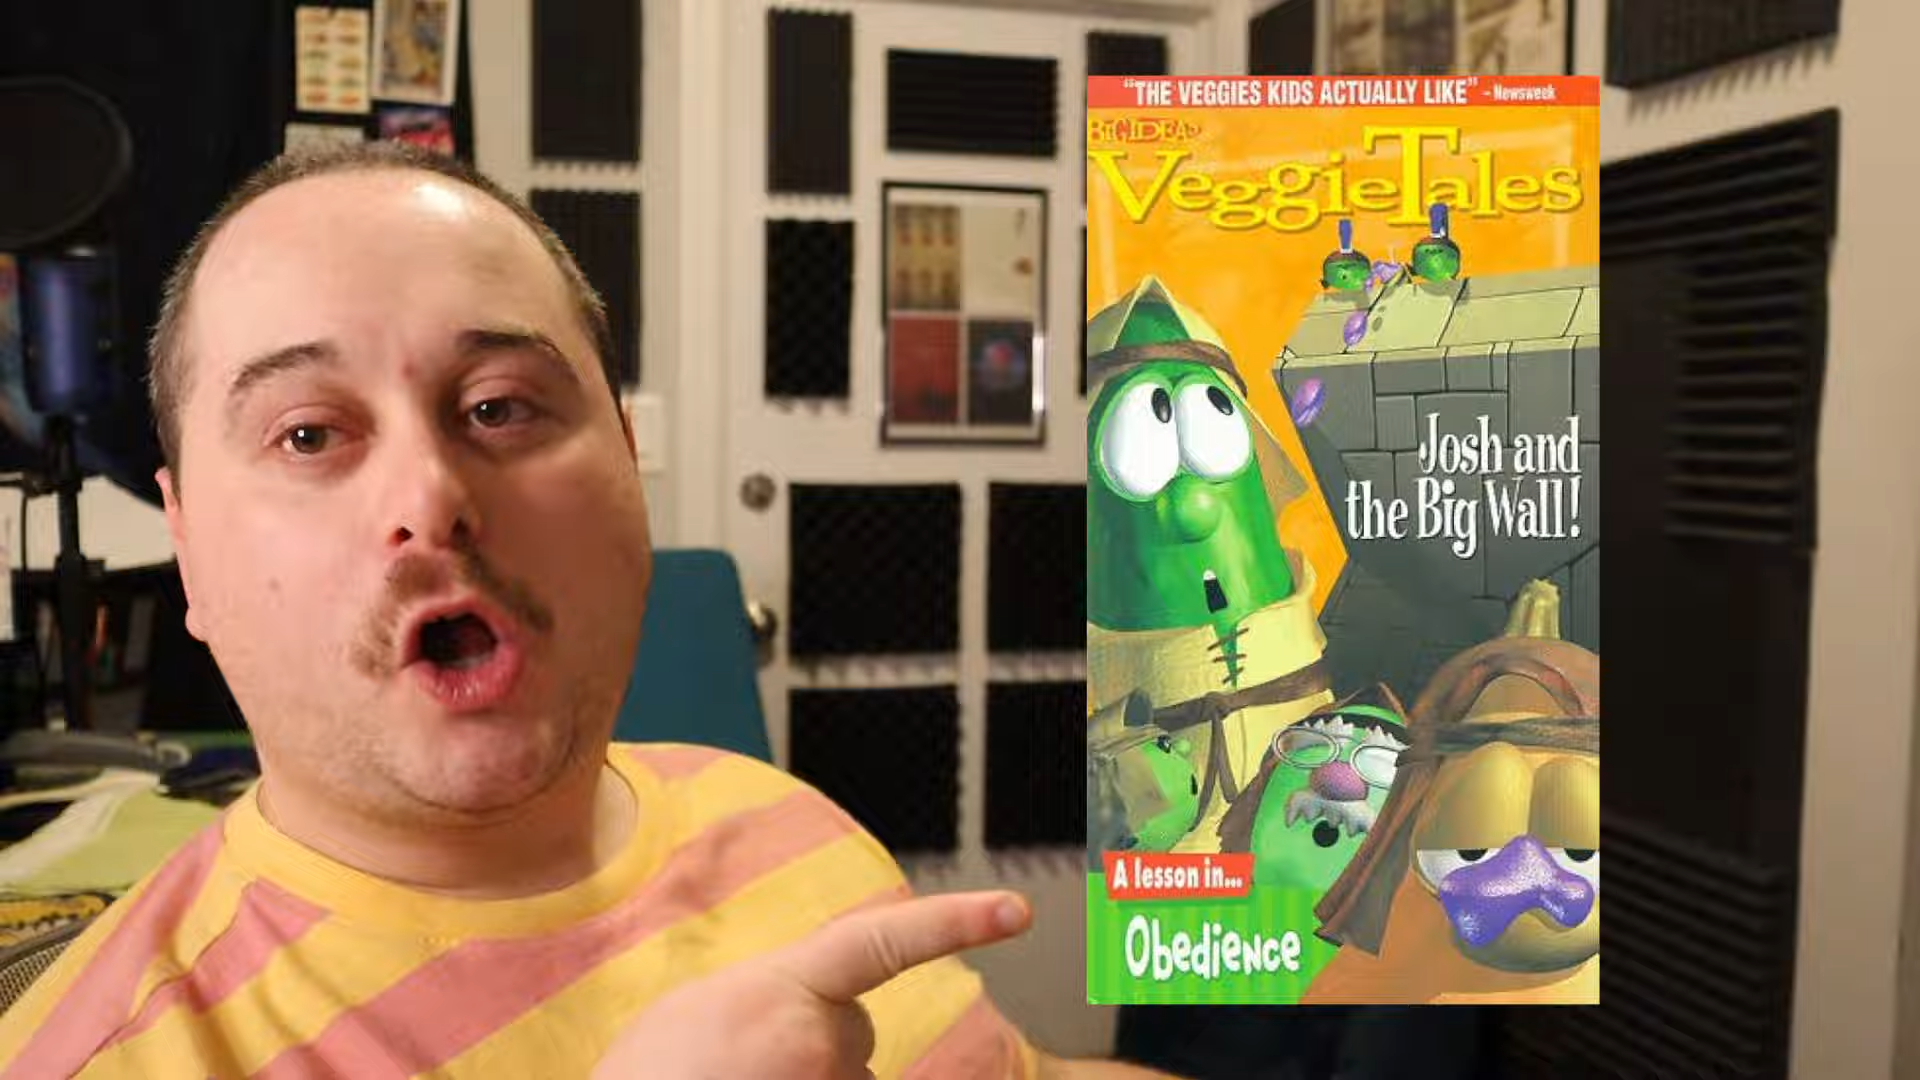 "THE VEGGIES KIDS ACTUALLY LIKE" - Newsweek
BIG IDEA'S
VeggieTales
Josh and
the Big Wall!
A lesson in...
Obedience